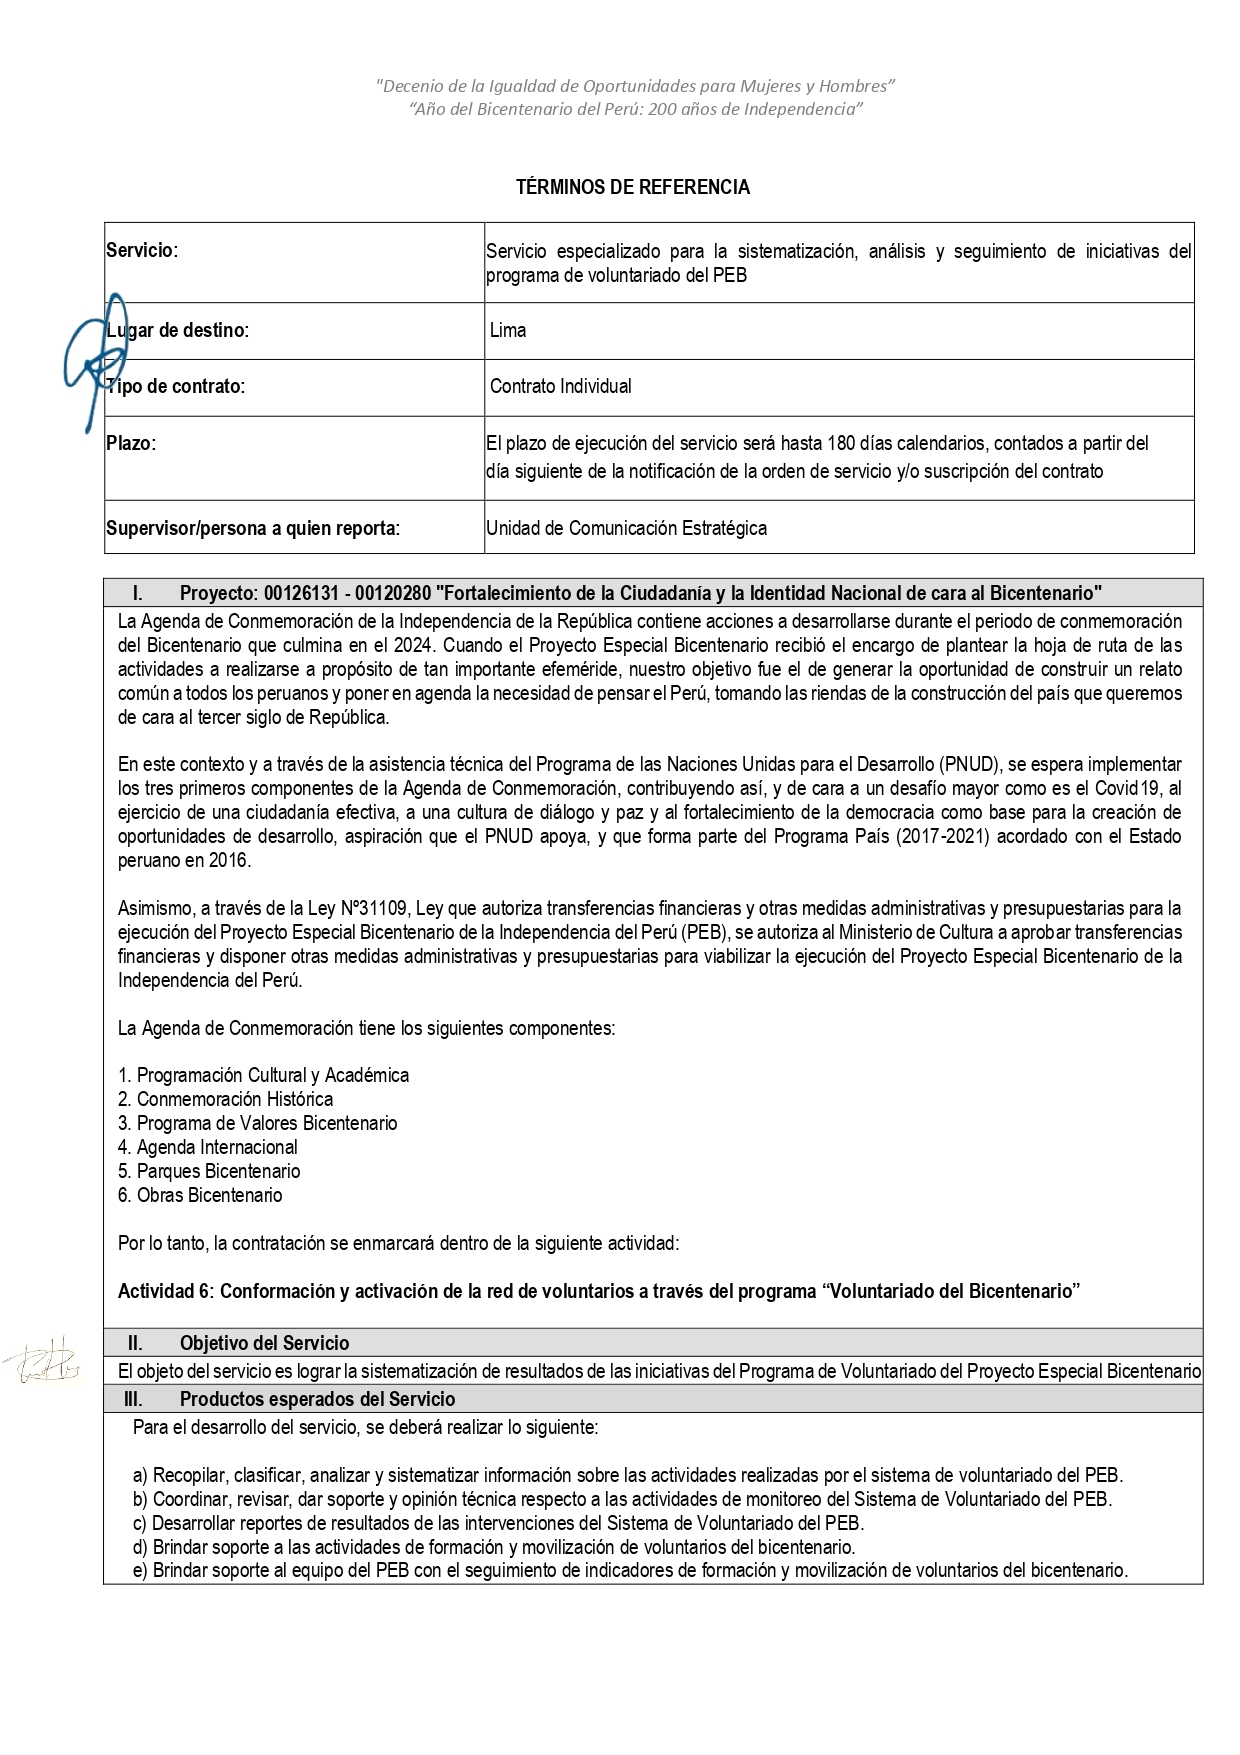 "Decenio de la Igualdad de Oportunidades para Mujeres y Hombres”
“Año del Bicentenario del Perú: 200 años de Independencia”
TÉRMINOS DE REFERENCIA
Servicio:
Servicio especializado para la sistematización, análisis y seguimiento de iniciativas del
programa de voluntariado del PEB
Lugar de destino:
Lima
Tipo de contrato:
Contrato Individual
Plazo:
El plazo de ejecución del servicio será hasta 180 días calendarios, contados a partir del
día siguiente de la notificación de la orden de servicio y/o suscripción del contrato
Supervisor/persona a quien reporta:
Unidad de Comunicación Estratégica
I. Proyecto: 00126131 - 00120280 "Fortalecimiento de la Ciudadanía y la Identidad Nacional de cara al Bicentenario"
La Agenda de Conmemoración de la Independencia de la República contiene acciones a desarrollarse durante el periodo de conmemoración
del Bicentenario que culmina en el 2024. Cuando el Proyecto Especial Bicentenario recibió el encargo de plantear la hoja de ruta de las
actividades a realizarse a propósito de tan importante efeméride, nuestro objetivo fue el de generar la oportunidad de construir un relato
común a todos los peruanos y poner en agenda la necesidad de pensar el Perú, tomando las riendas de la construcción del país que queremos
de cara al tercer siglo de República.
En este contexto y a través de la asistencia técnica del Programa de las Naciones Unidas para el Desarrollo (PNUD), se espera implementar
los tres primeros componentes de la Agenda de Conmemoración, contribuyendo así, y de cara a un desafío mayor como es el Covid19, al
ejercicio de una ciudadanía efectiva, a una cultura de diálogo y paz y al fortalecimiento de la democracia como base para la creación de
oportunidades de desarrollo, aspiración que el PNUD apoya, y que forma parte del Programa País (2017-2021) acordado con el Estado
peruano en 2016.
Asimismo, a través de la Ley Nº31109, Ley que autoriza transferencias financieras y otras medidas administrativas y presupuestarias para la
ejecución del Proyecto Especial Bicentenario de la Independencia del Perú (PEB), se autoriza al Ministerio de Cultura a aprobar transferencias
financieras y disponer otras medidas administrativas y presupuestarias para viabilizar la ejecución del Proyecto Especial Bicentenario de la
Independencia del Perú.
La Agenda de Conmemoración tiene los siguientes componentes:
1. Programación Cultural y Académica
2. Conmemoración Histórica
3. Programa de Valores Bicentenario
4. Agenda Internacional
5. Parques Bicentenario
6. Obras Bicentenario
Por lo tanto, la contratación se enmarcará dentro de la siguiente actividad:
Actividad 6: Conformación y activación de la red de voluntarios a través del programa “Voluntariado del Bicentenario”
II. Objetivo del Servicio
El objeto del servicio es lograr la sistematización de resultados de las iniciativas del Programa de Voluntariado del Proyecto Especial Bicentenario
III. Productos esperados del Servicio
Para el desarrollo del servicio, se deberá realizar lo siguiente:
a) Recopilar, clasificar, analizar y sistematizar información sobre las actividades realizadas por el sistema de voluntariado del PEB.
b) Coordinar, revisar, dar soporte y opinión técnica respecto a las actividades de monitoreo del Sistema de Voluntariado del PEB.
c) Desarrollar reportes de resultados de las intervenciones del Sistema de Voluntariado del PEB.
d) Brindar soporte a las actividades de formación y movilización de voluntarios del bicentenario.
e) Brindar soporte al equipo del PEB con el seguimiento de indicadores de formación y movilización de voluntarios del bicentenario.